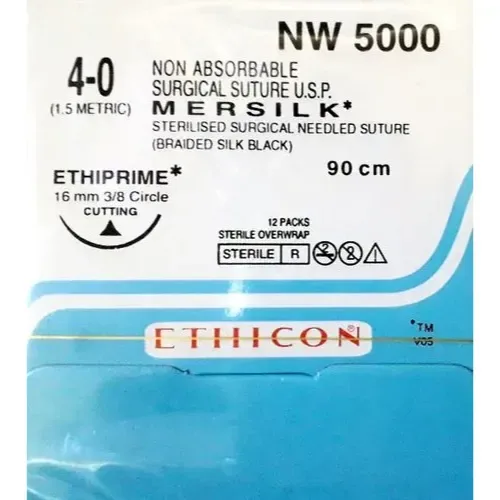 NW 5000
4-0
(1.5 METRIC)
NON ABSORBABLE
SURGICAL SUTURE U.S.P.
MERSILK*
STERILISED SURGICAL NEEDLED SUTURE
(BRAIDED SILK BLACK)
90 cm
ETHIPRIME*
16 mm 3/8 Circle
CUTTING
12 PACKS
STERILE OVERWRAP
STERILE R
2
ETHICON®
*TM
V05